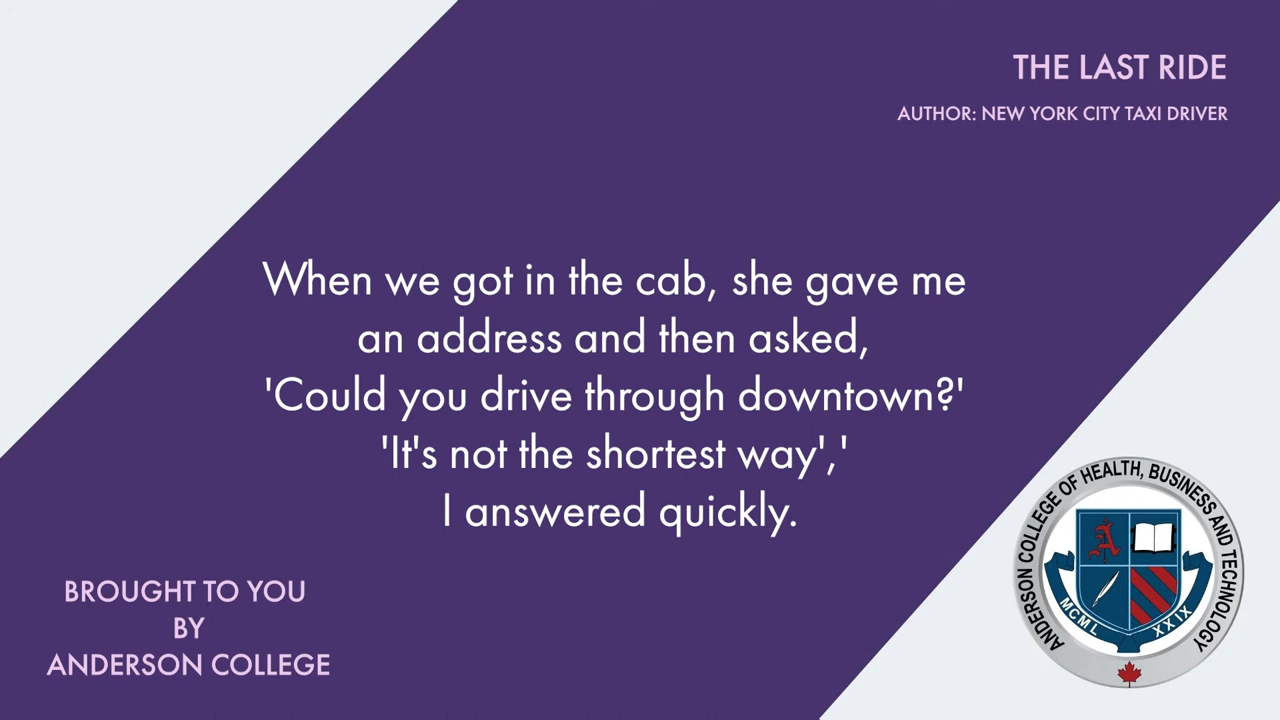 THE LAST RIDE
AUTHOR: NEW YORK CITY TAXI DRIVER
When we got in the cab, she gave me
an address and then asked,
'Could you drive through downtown?'
'It's not the shortest way','
I answered quickly.
BROUGHT TO YOU
BY
ANDERSON COLLEGE
ANDERSON COLLEGE OF HEALTH, BUSINESS AND TECHNOLOGY
A
MCML XXIX